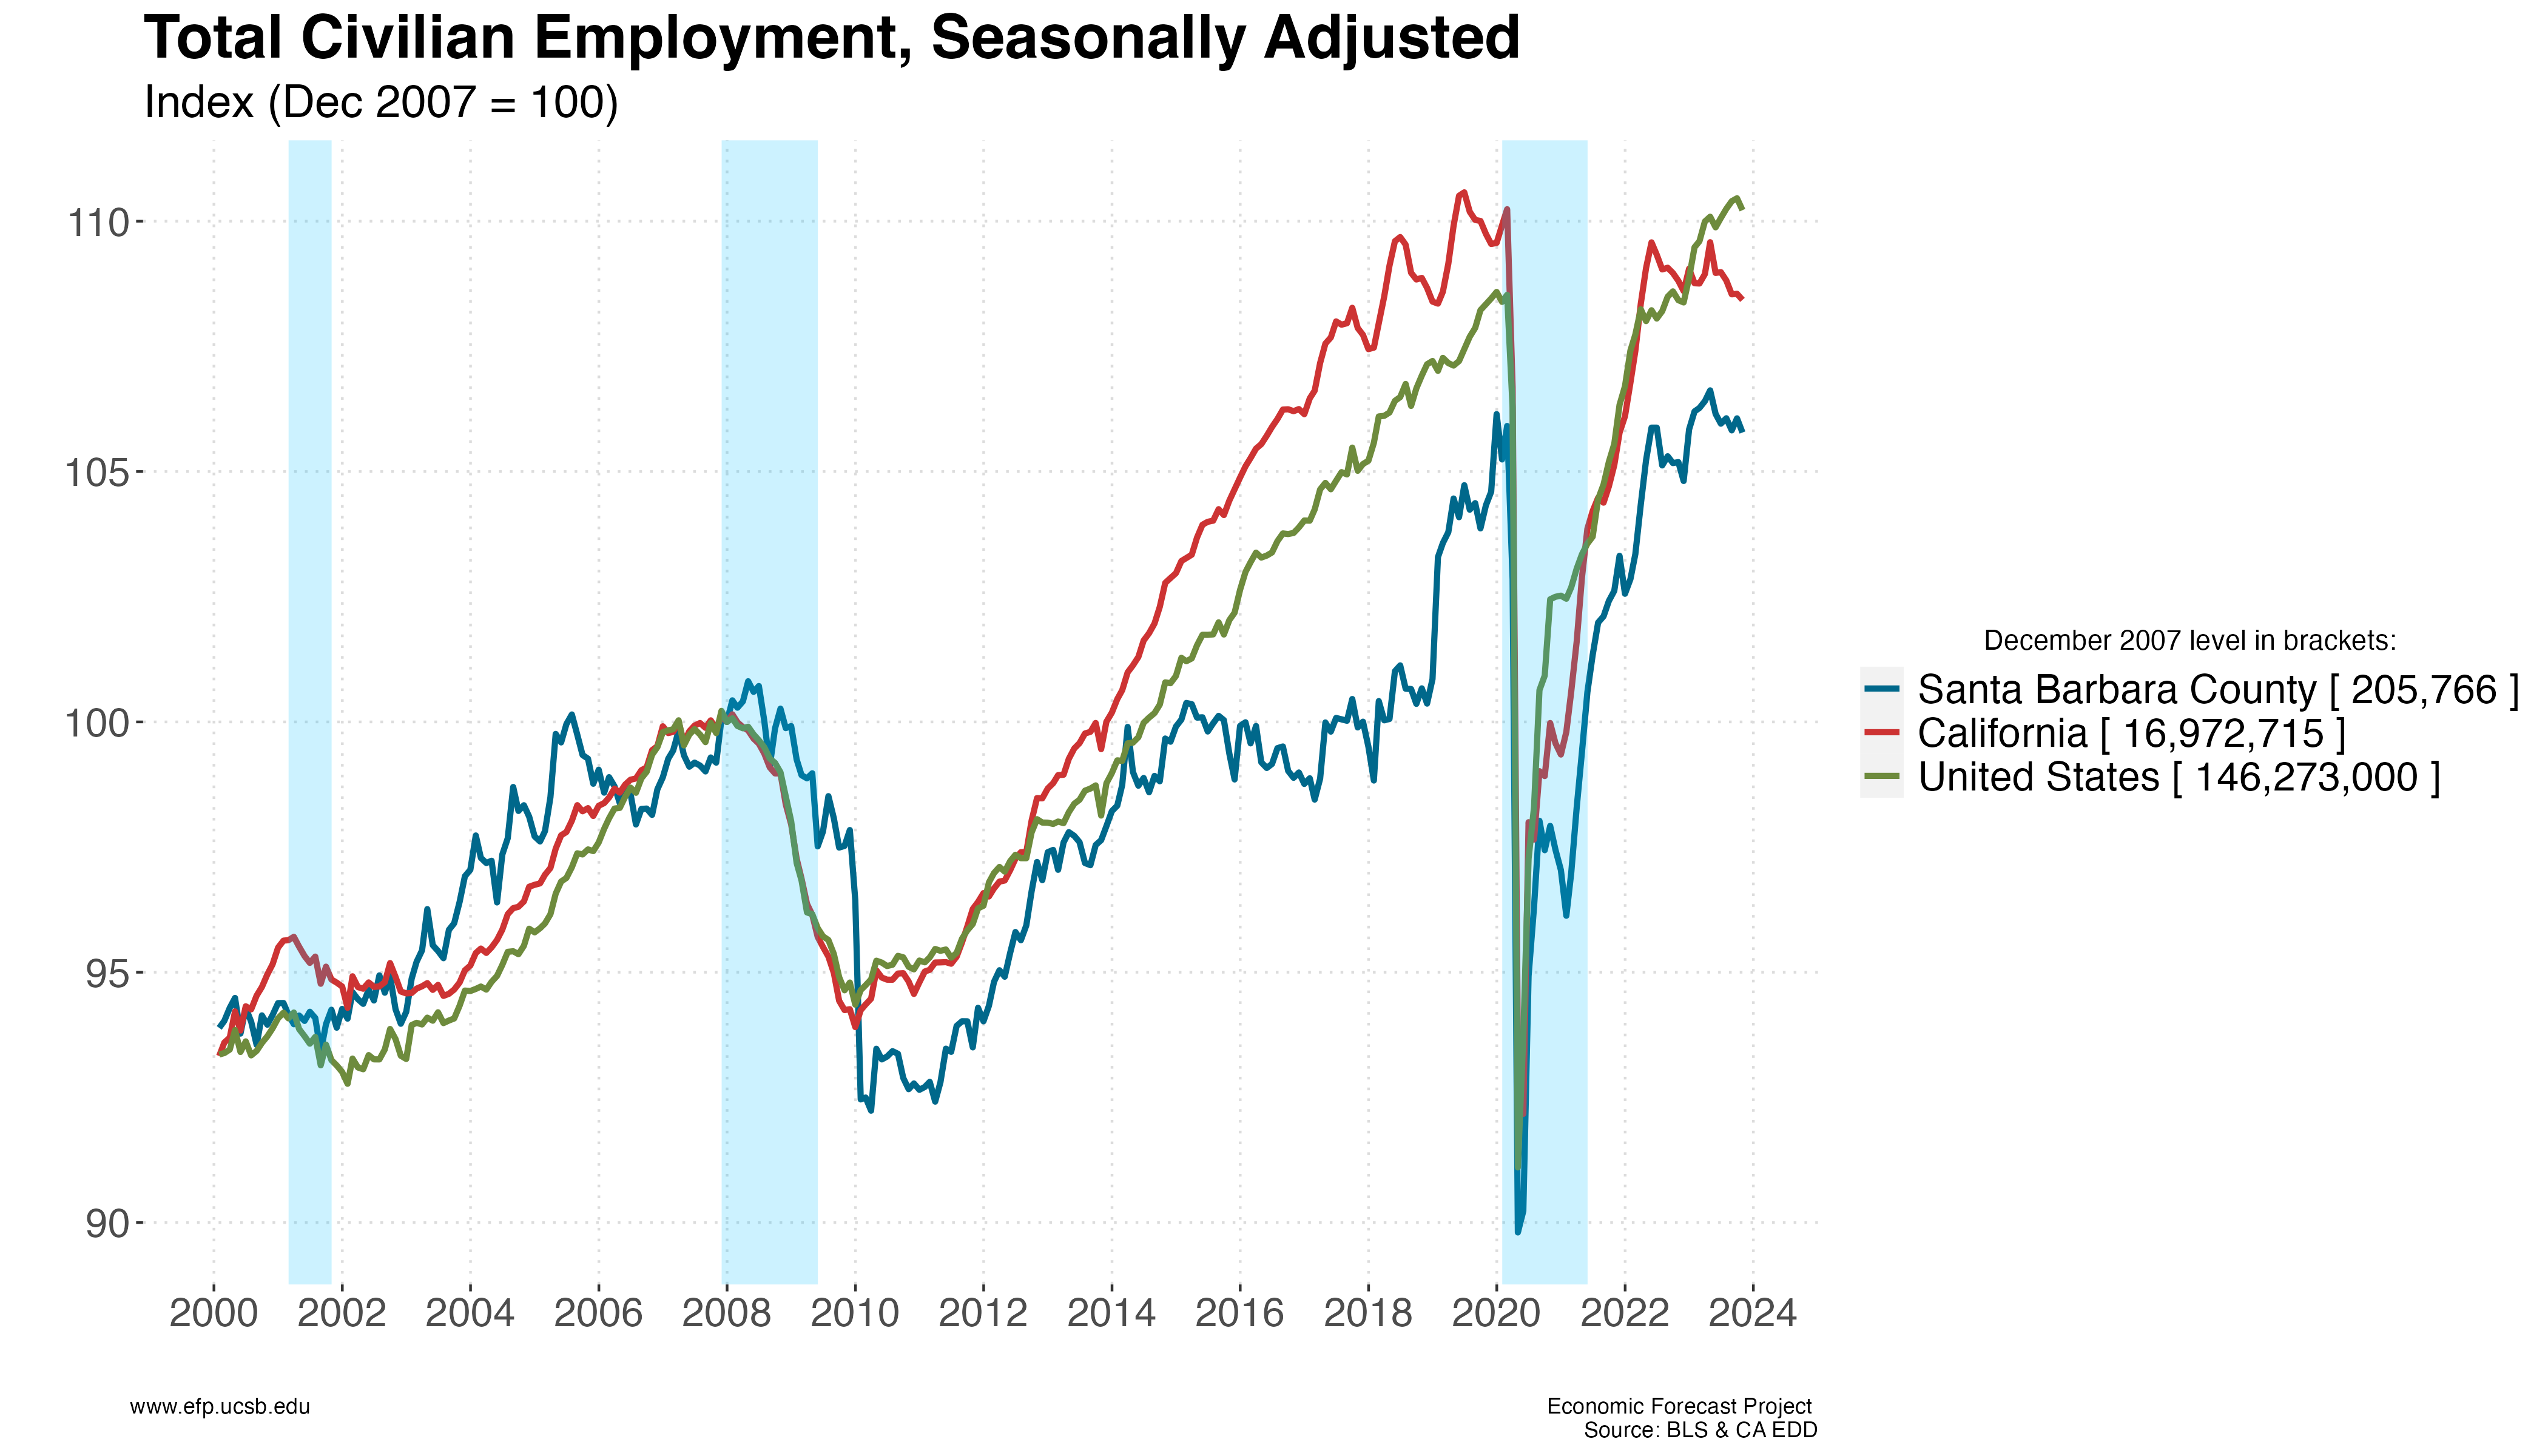 Total Civilian Employment, Seasonally Adjusted
Index (Dec 2007 = 100)
110
105
100
95
90
2000 2002 2004 2006 2008 2010 2012 2014 2016 2018 2020 2022 2024
December 2007 level in brackets:
Santa Barbara County [ 205,766 ]
California [ 16,972,715 ]
United States [ 146,273,000 ]
www.efp.ucsb.edu
Economic Forecast Project
Source: BLS & CA EDD